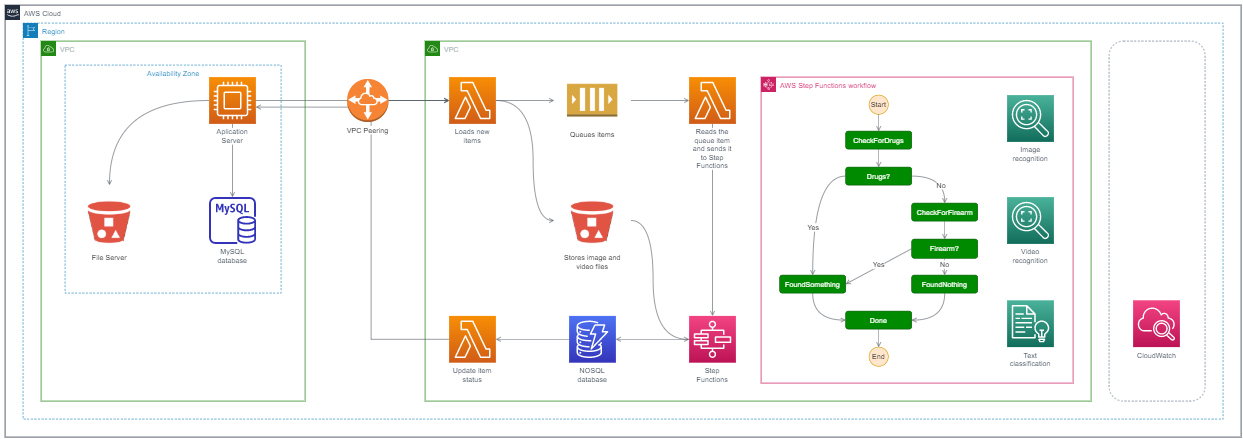 aws
AWS Cloud
Region
VPC
Availability Zone
Aplication
Server
File Server
MySQL
MySQL
database
VPC Peering
VPC
Loads new
items
Queues items
Reads the
queue item
and sends it
to Step
Functions
Stores image and
video files
Update item
status
NOSQL
database
Step
Functions
AWS Step Functions workflow
Start
CheckForDrugs
Drugs?
No
CheckForFirearm
Yes
Firearm?
Yes
No
FoundSomething
FoundNothing
Done
End
Image
recognition
Video
recognition
Text
classification
CloudWatch